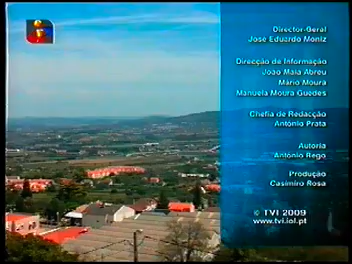 Director-Geral
José Eduardo Moniz
Direcção de Informação
João Maia Abreu
Mário Moura
Manuela Moura Guedes
Chefia de Redacção
António Prata
Autoria
António Rego
Produção
Casimiro Rosa
© TVI 2009
www.tvi.iol.pt